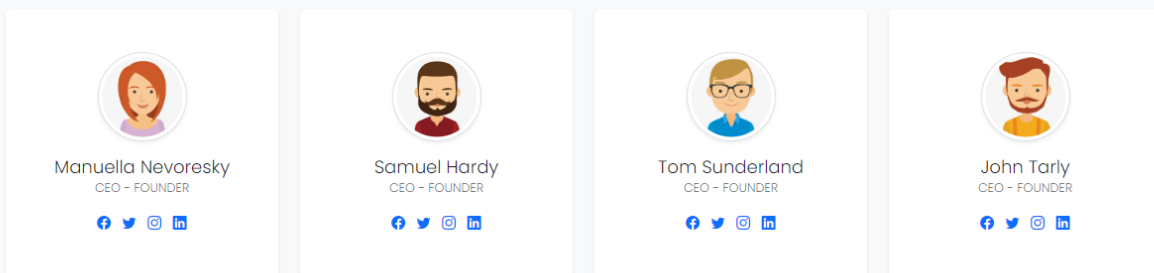 Manuella Nevoresky
CEO - FOUNDER
Samuel Hardy
CEO - FOUNDER
Tom Sunderland
CEO - FOUNDER
John Tarly
CEO - FOUNDER